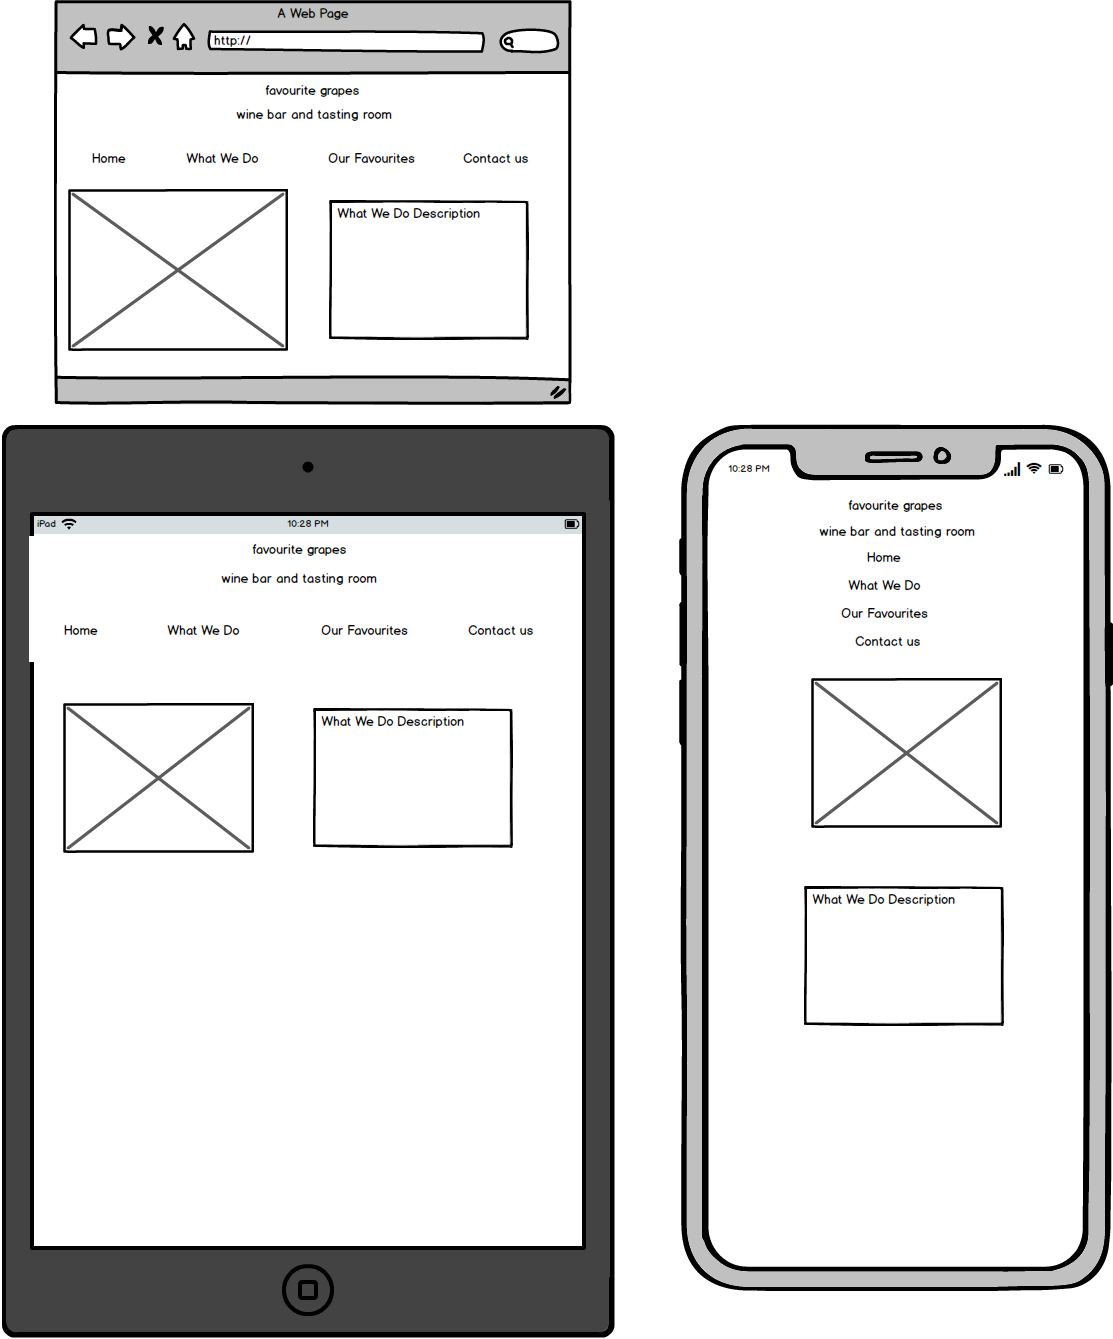 A Web Page
http://
favourite grapes
wine bar and tasting room
Home What We Do Our Favourites Contact us
What We Do Description
iPad 10:28 PM
favourite grapes
wine bar and tasting room
Home What We Do Our Favourites Contact us
What We Do Description
10:28 PM
favourite grapes
wine bar and tasting room
Home
What We Do
Our Favourites
Contact us
What We Do Description